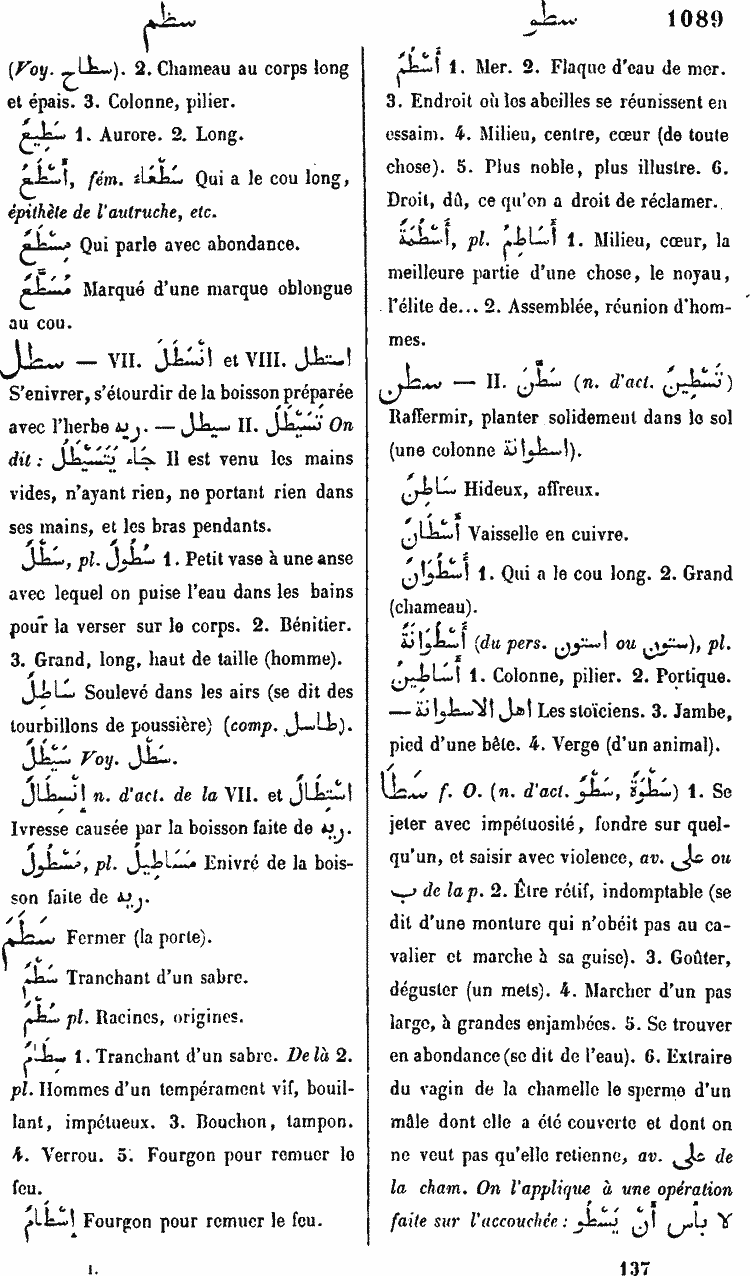 سظم
سطو
1089
(Voy. سطاح). 2. Chameau au corps long
et épais. 3. Colonne, pilier.
سَطِيعٌ 1. Aurore. 2. Long.
أَسْطَعُ, fém. سَطْعَاءُ Qui a le cou long,
épithète de l'autruche, etc.
مِسْطَعٌ Qui parle avec abondance.
مُسَطَّعٌ Marqué d'une marque oblongue
au cou.
سطل — VII. اِنْسَطَلَ et VIII. استطل
S'enivrer, s'étourdir de la boisson préparée
avec l'herbe ربه. — سيطل II. تَسَيْطَلَ On
dit : جَاءَ يَتَسَيْطَلُ Il est venu les mains
vides, n'ayant rien, ne portant rien dans
ses mains, et les bras pendants.
سَطْلٌ, pl. سُطُولٌ 1. Petit vase à une anse
avec lequel on puise l'eau dans les bains
pour la verser sur le corps. 2. Bénitier.
3. Grand, long, haut de taille (homme).
سَاطِلٌ Soulevé dans les airs (se dit des
tourbillons de poussière) (comp. طاسل).
سَيْطَلٌ Voy. سَطْل.
اِنْسِطَالٌ n. d'act. de la VII. et اِسْتِطَالٌ
Ivresse causée par la boisson faite de ربه.
مَسْطُولٌ, pl. مَسَاطِيلُ Enivré de la bois-
son faite de ربه.
سَطَمَ Fermer (la porte).
سَطْمٌ Tranchant d'un sabre.
سُطُمٌ pl. Racines, origines.
سِطَامٌ 1. Tranchant d'un sabre. De là 2.
pl. Hommes d'un tempérament vif, bouil-
lant, impétueux. 3. Bouchon, tampon.
4. Verrou. 5. Fourgon pour remuer le
feu.
إِسْطَامٌ Fourgon pour remuer le feu.
I.
أُسْطُمٌّ 1. Mer. 2. Flaque d'eau de mer.
3. Endroit où les abeilles se réunissent en
essaim. 4. Milieu, centre, cœur (de toute
chose). 5. Plus noble, plus illustre. 6.
Droit, dû, ce qu'on a droit de réclamer.
أُسْطُمَّةٌ, pl. أَسَاطِمُ 1. Milieu, cœur, la
meilleure partie d'une chose, le noyau,
l'élite de... 2. Assemblée, réunion d'hom-
mes.
سطن — II. سَطَّنَ (n. d'act. تَسْطِينٌ)
Raffermir, planter solidement dans le sol
(une colonne اسطوانة).
سَاطِنٌ Hideux, affreux.
أَسْطَانٌ Vaisselle en cuivre.
أُسْطُوَانٌ 1. Qui a le cou long. 2. Grand
(chameau).
أُسْطُوَانَةٌ (du pers. استون ou ستون), pl.
أَسَاطِينُ 1. Colonne, pilier. 2. Portique.
— اهل الاسطوانة Les stoïciens. 3. Jambe,
pied d'une bête. 4. Verge (d'un animal).
سَطَا f. O. (n. d'act. سَطْوٌ, سَطْوَةٌ) 1. Se
jeter avec impétuosité, fondre sur quel-
qu'un, et saisir avec violence, av. على ou
ب de la p. 2. Être rétif, indomptable (se
dit d'une monture qui n'obéit pas au ca-
valier et marche à sa guise). 3. Goûter,
déguster (un mets). 4. Marcher d'un pas
large, à grandes enjambées. 5. Se trouver
en abondance (se dit de l'eau). 6. Extraire
du vagin de la chamelle le sperme d'un
mâle dont elle a été couverte et dont on
ne veut pas qu'elle retienne, av. على de
la cham. On l'applique à une opération
faite sur l'accouchée : لا بأس أَنْ يَسْطُوَ
137